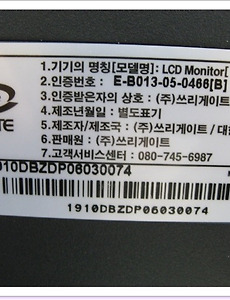 1.기기의 명칭[모델명]: LCD Monitor[
2.인증번호: E-B013-05-0466[B]
3.인증받은자의 상호: (주)쓰리게이트
4.제조년월일: 별도표기
5.제조자/제조국: (주)쓰리게이트/대
6.판매원: (주)쓰리게이트
7.고객서비스센터: 080-745-6987
TE
910DBZDP06030074
1910DBZDP06030074